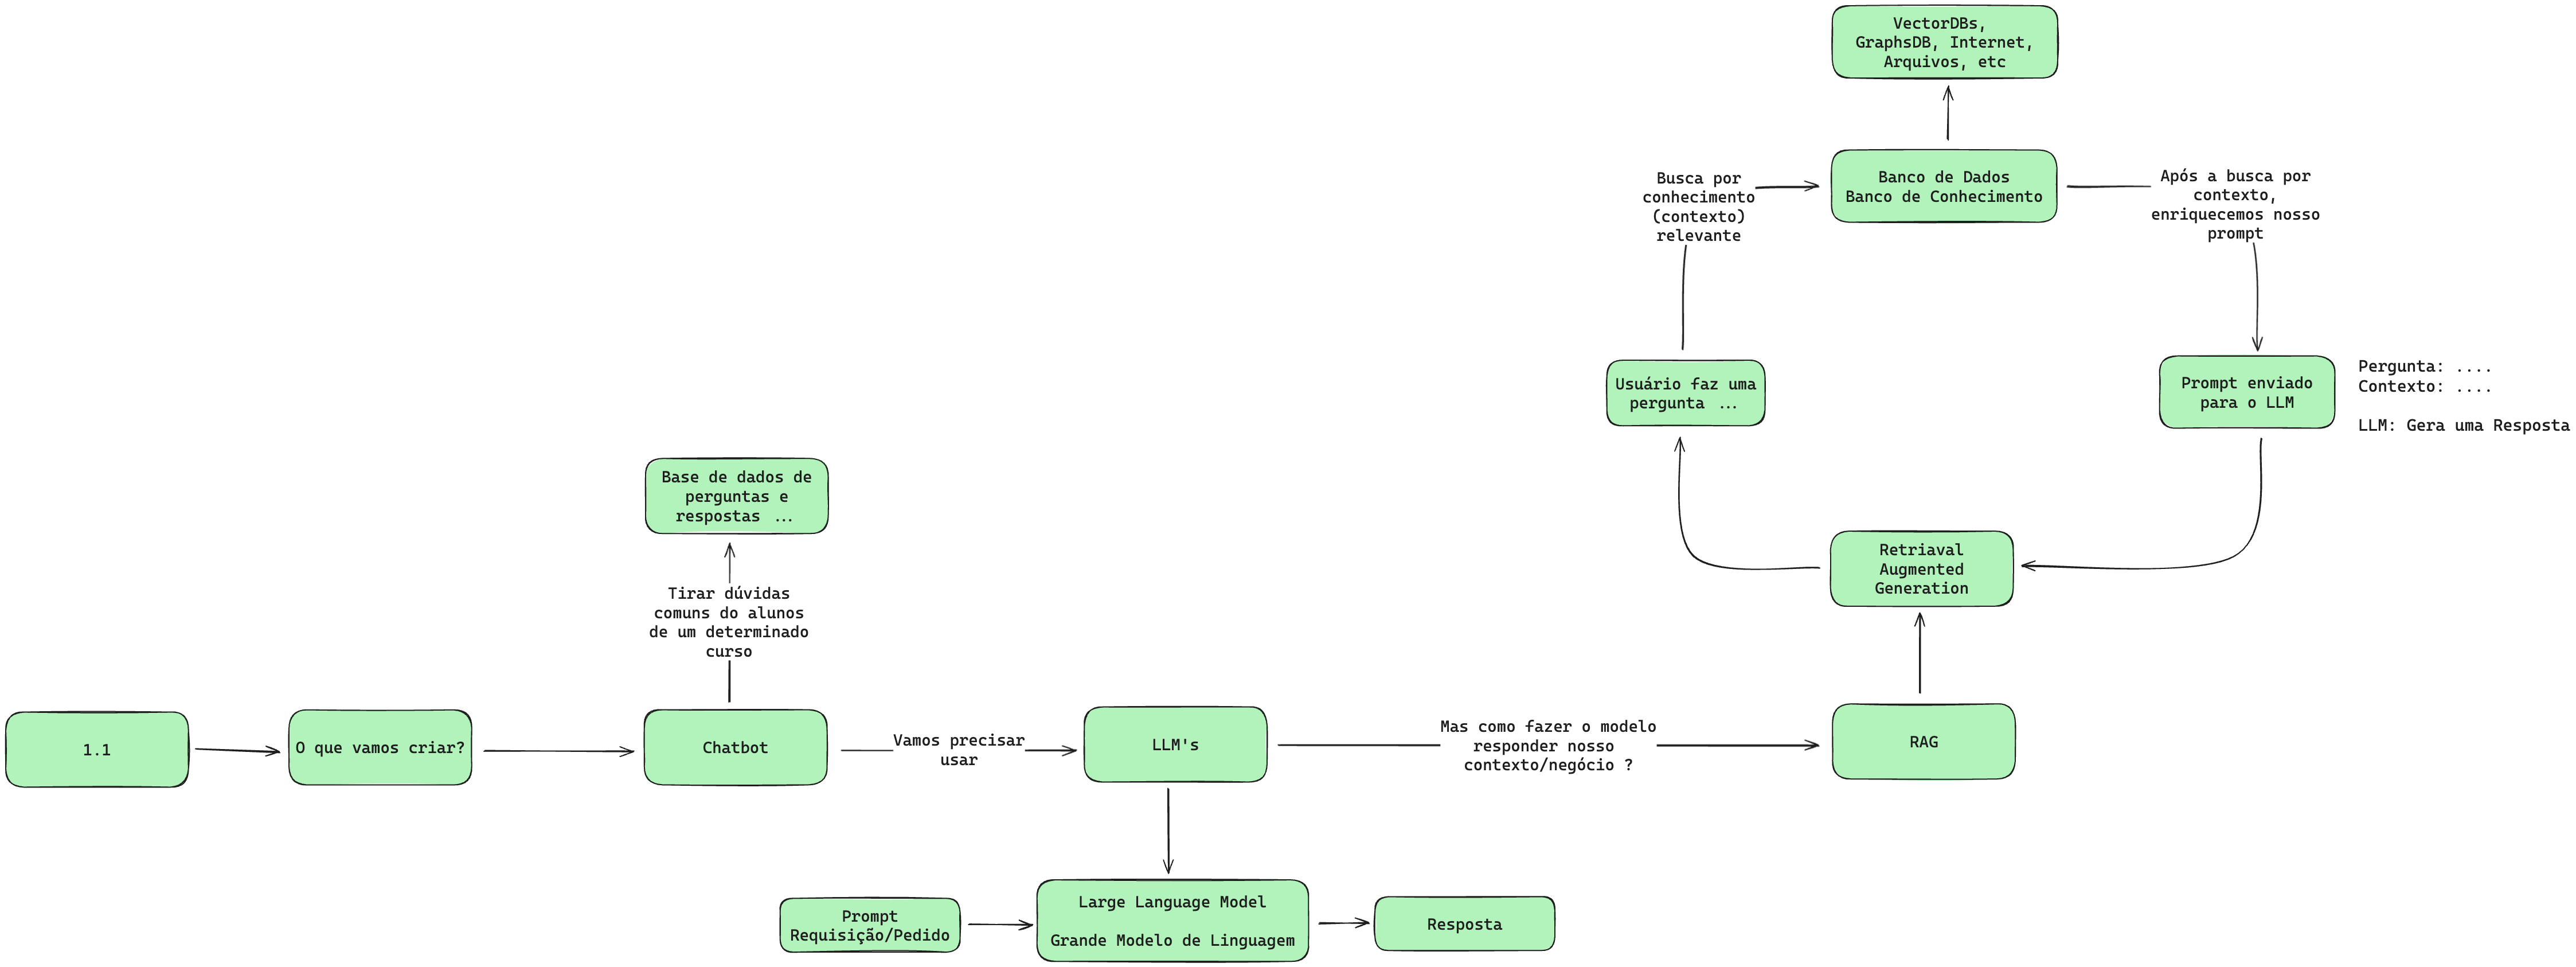 VectorDBs,
GraphsDB, Internet,
Arquivos, etc
Busca por
conhecimento
(contexto)
relevante
Banco de Dados
Banco de Conhecimento
Após a busca por
contexto,
enriquecemos nosso
prompt
Usuário faz uma
pergunta ...
Prompt enviado
para o LLM
Pergunta: ....
Contexto: ....
LLM: Gera uma Resposta
Base de dados de
perguntas e
respostas ...
Retriaval
Augmented
Generation
Tirar dúvidas
comuns do alunos
de um determinado
curso
1.1
O que vamos criar?
Chatbot
Vamos precisar
usar
LLM's
Mas como fazer o modelo
responder nosso
contexto/negócio ?
RAG
Prompt
Requisição/Pedido
Large Language Model
Grande Modelo de Linguagem
Resposta